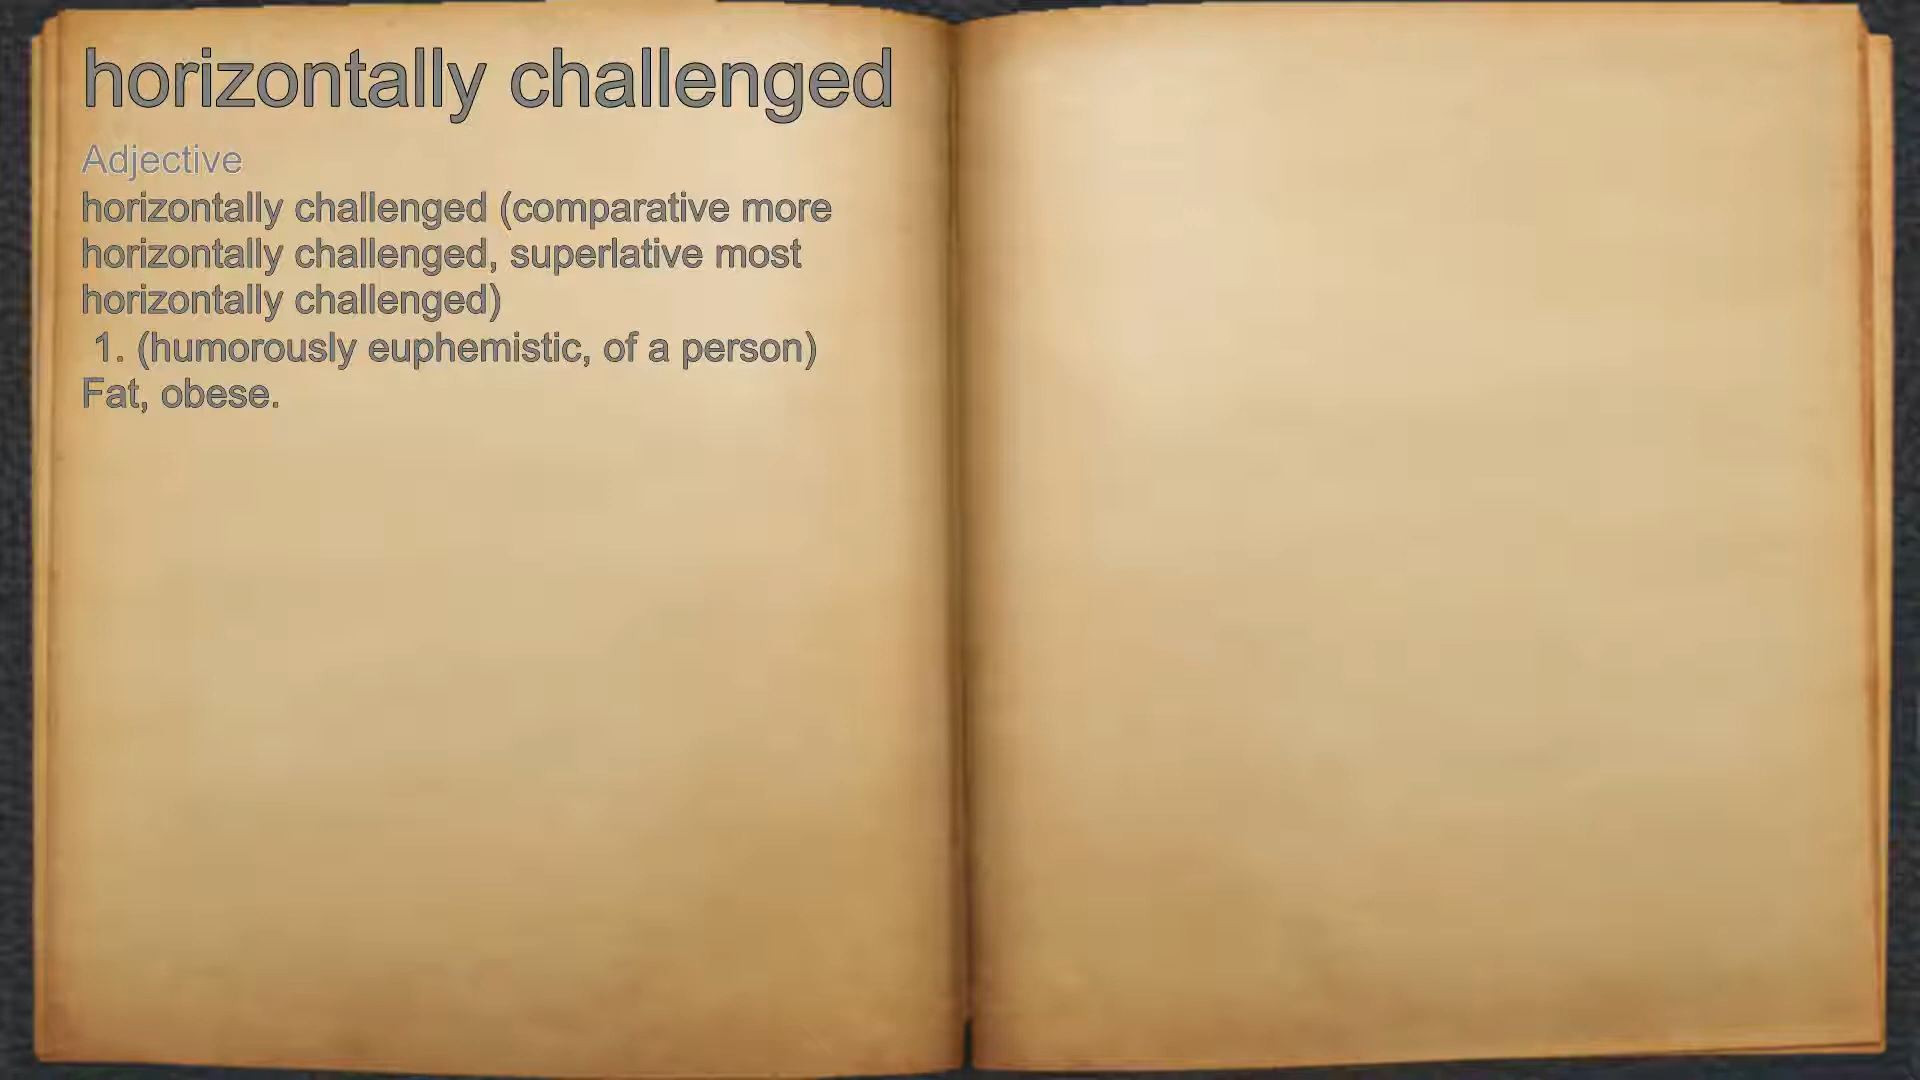 horizontally challenged
Adjective
horizontally challenged (comparative more
horizontally challenged, superlative most
horizontally challenged)
1. (humorously euphemistic, of a person)
Fat, obese.